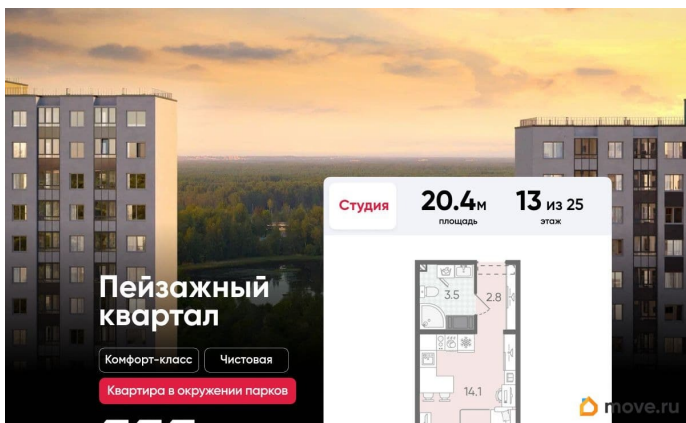 Студия
20.4м
площадь
13 из 25
этаж
3.5
2.8
14.1
Пейзажный
квартал
Комфорт-класс
Чистовая
Квартира в окружении парков
move.ru